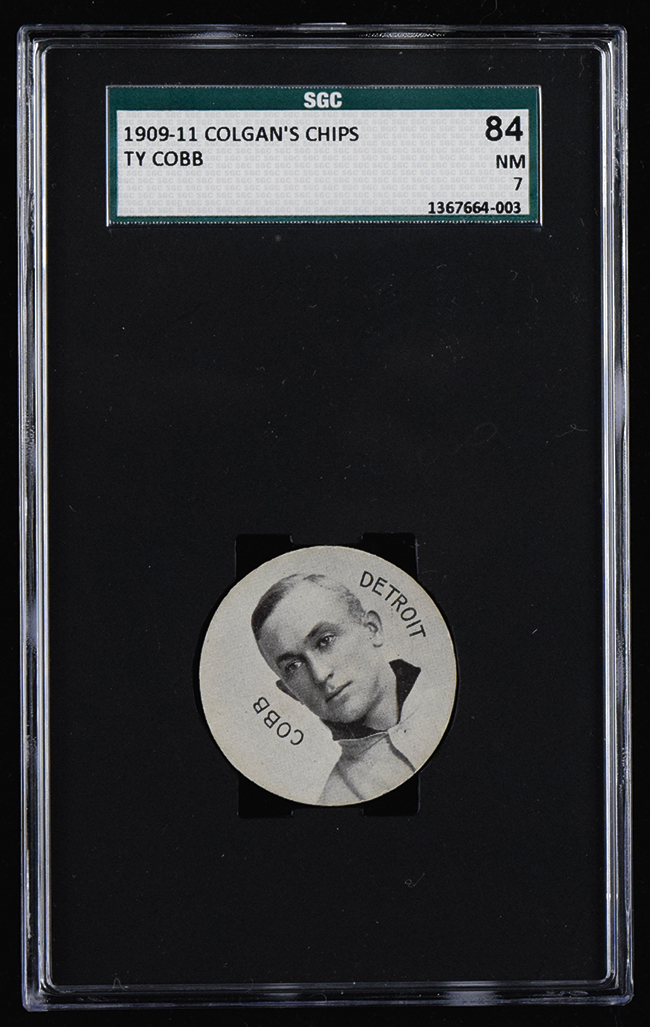 SGC
1909-11 COLGAN'S CHIPS
84
TY COBB
NM
7
1367664-003
DETROIT
COBB